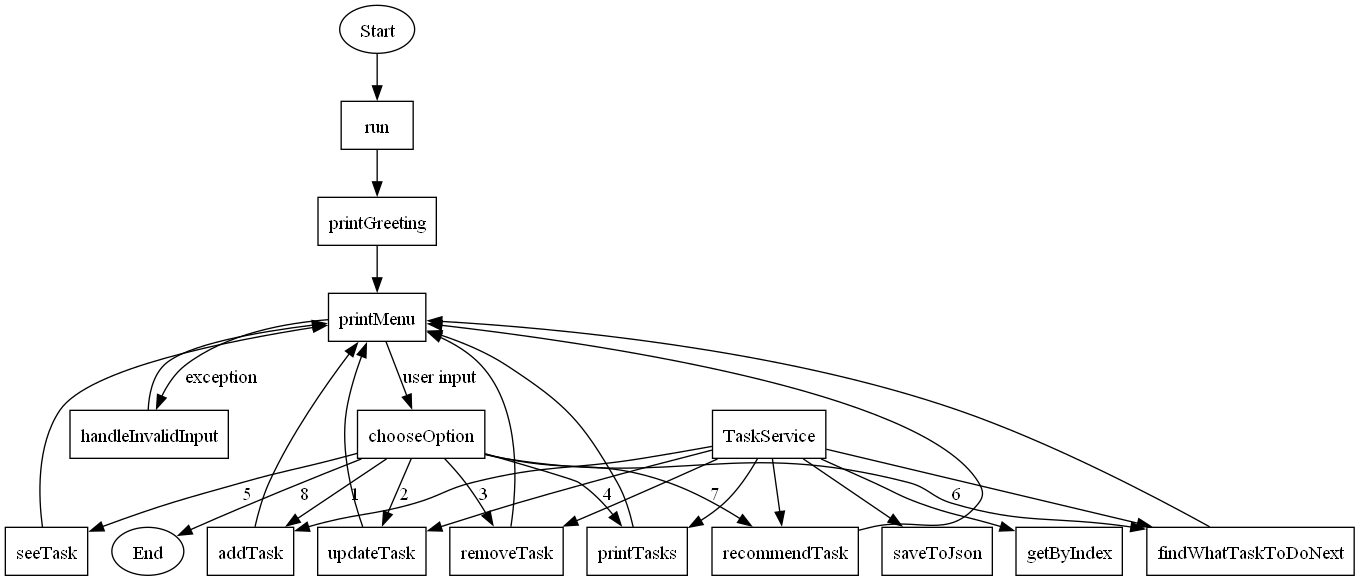 Start
run
printGreeting
printMenu
exception
user input
handleInvalidInput
chooseOption
TaskService
5
8
1
2
3
4
7
6
seeTask
End
addTask
updateTask
removeTask
printTasks
recommendTask
saveToJson
getByIndex
findWhatTaskToDoNext